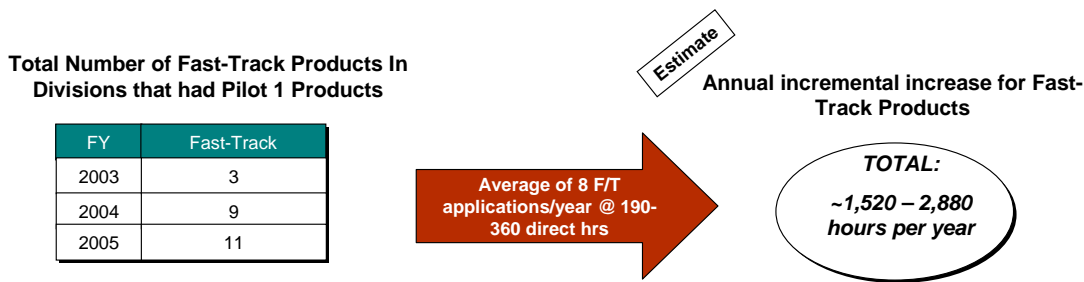 Estimate
Total Number of Fast-Track Products In
Divisions that had Pilot 1 Products
FY Fast-Track
2003 3
2004 9
2005 11
Average of 8 F/T
applications/year @ 190-
360 direct hrs
Annual incremental increase for Fast-
Track Products
TOTAL:
~1,520 – 2,880
hours per year